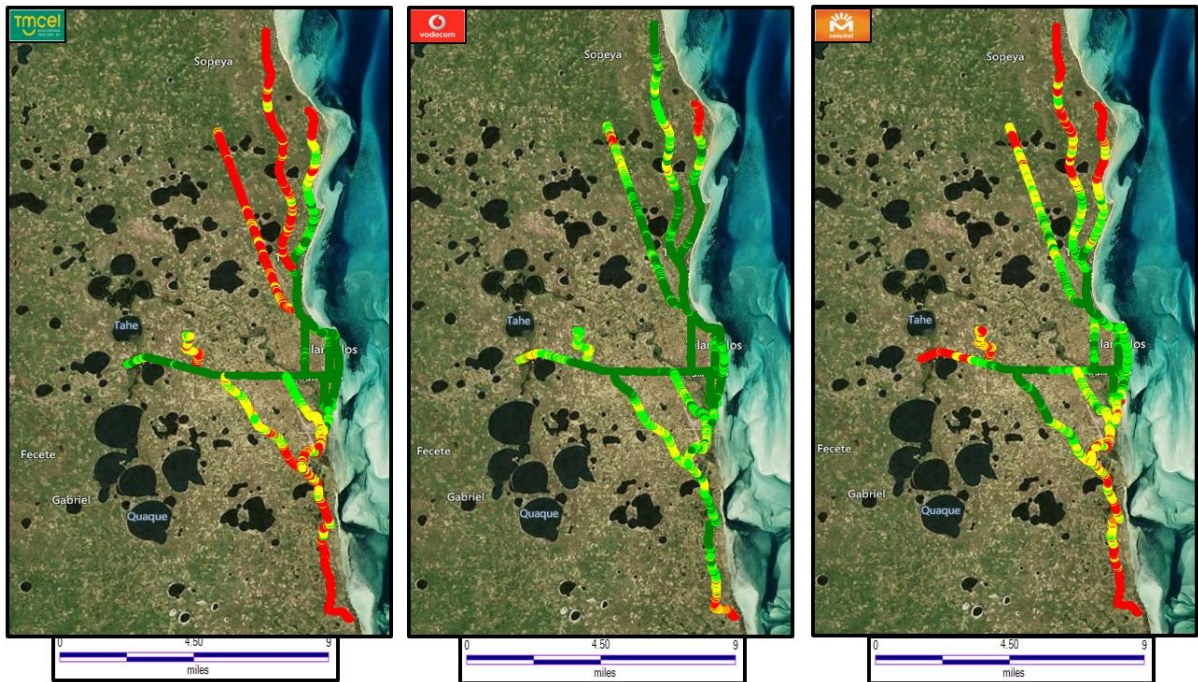 Tmcel
vodacom
Movitel
Sopeya
Sopeya
Sopeya
Tahe
Tahe
Tahe
Fecete
Fecete
Fecete
Gabriel
Gabriel
Gabriel
Quaque
Quaque
Quaque
0 4.50 9
miles
0 4.50 9
miles
0 4.50 9
miles